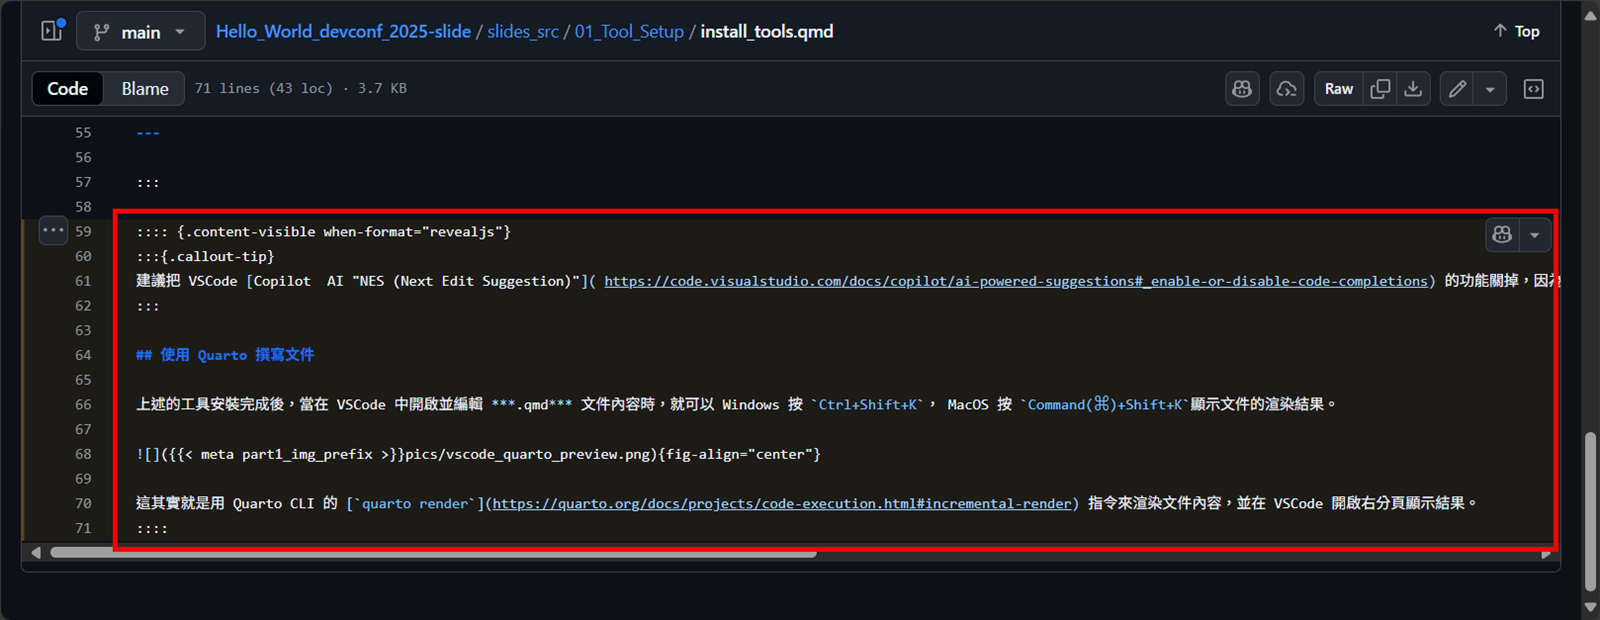 main
Hello_World_devconf_2025-slide / slides_src / 01_Tool_Setup / install_tools.qmd
Top
Code Blame 71 lines (43 loc) · 3.7 KB
Raw
55 ---
56
57 :::
58
59 :::: {.content-visible when-format="revealjs"}
60 :::{.callout-tip}
61 建議把 VSCode [Copilot  AI "NES (Next Edit Suggestion)"]( https://code.visualstudio.com/docs/copilot/ai-powered-suggestions#_enable-or-disable-code-completions) 的功能關掉，因為
62 :::
63
64 ## 使用 Quarto 撰寫文件
65
66 上述的工具安裝完成後，當在 VSCode 中開啟並編輯 ***.qmd*** 文件內容時，就可以 Windows 按 `Ctrl+Shift+K`， MacOS 按 `Command(⌘)+Shift+K`顯示文件的渲染結果。
67
68 ![]({{< meta part1_img_prefix >}}pics/vscode_quarto_preview.png){fig-align="center"}
69
70 這其實就是用 Quarto CLI 的 [`quarto render`](https://quarto.org/docs/projects/code-execution.html#incremental-render) 指令來渲染文件內容，並在 VSCode 開啟右分頁顯示結果。
71 ::::